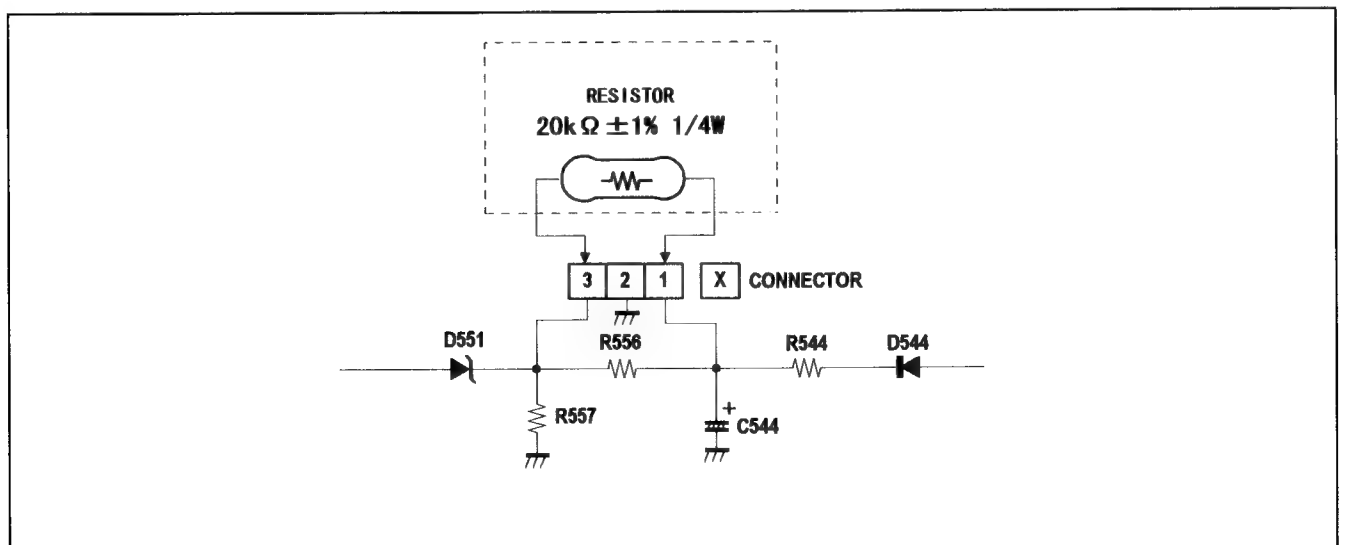 RESISTOR
20kΩ ±1% 1/4W
3 2 1 X CONNECTOR
D551 R556 R544 D544
R557 + C544